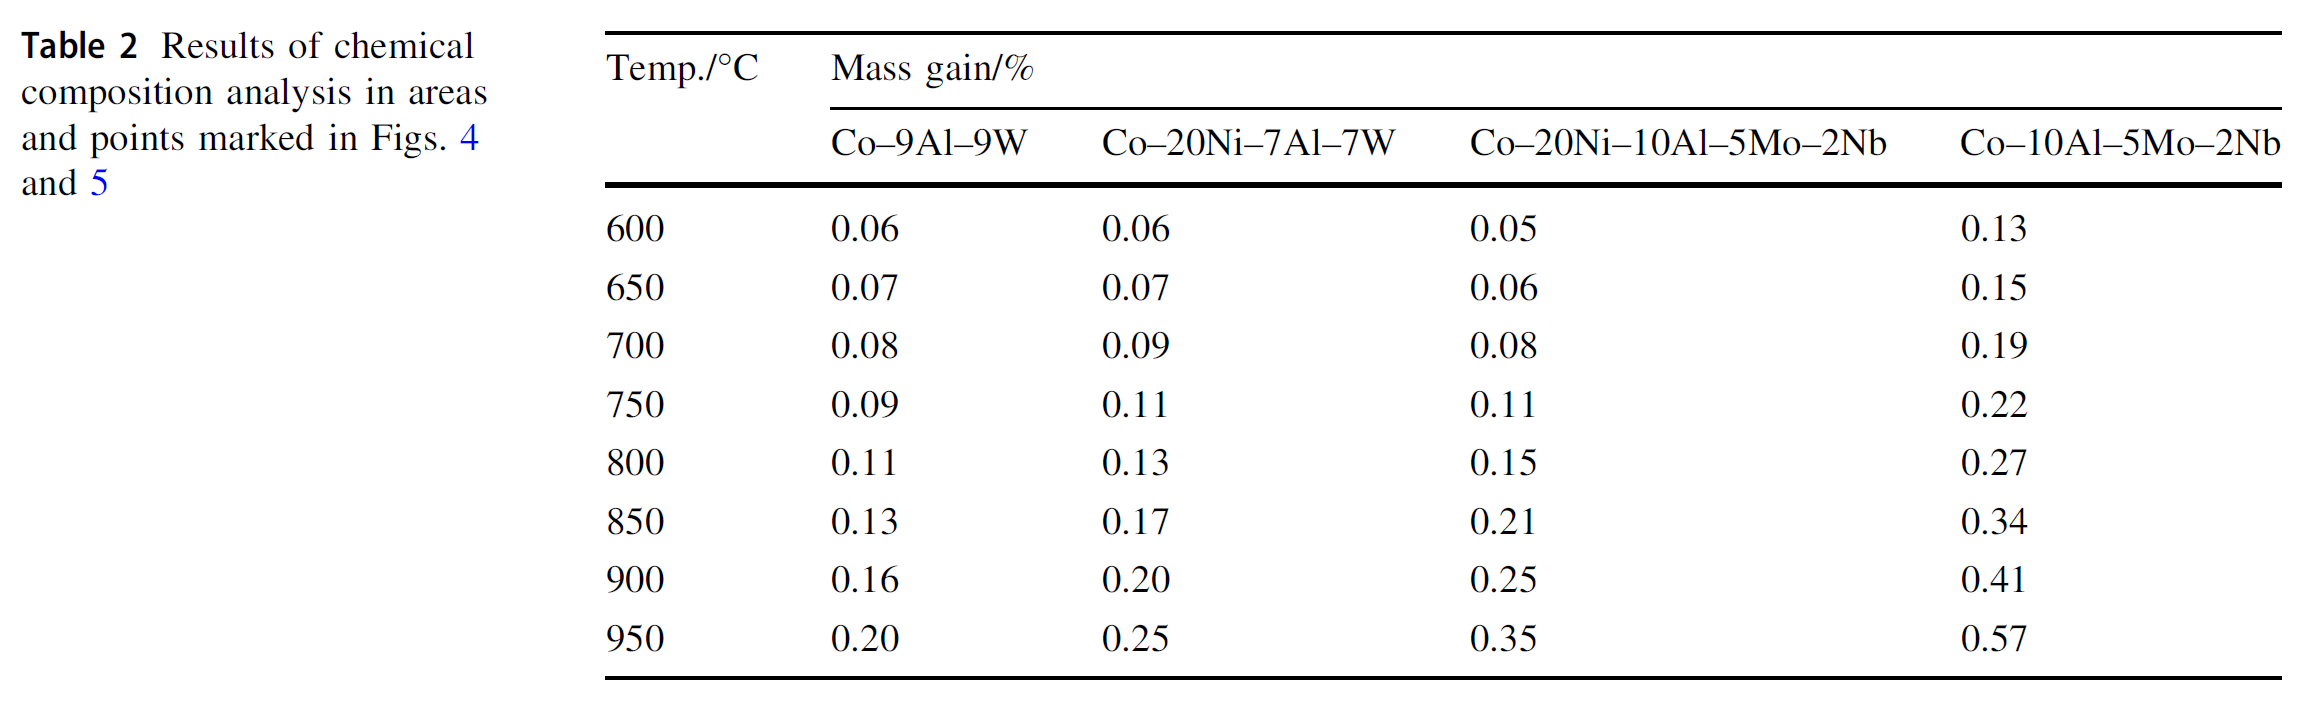 Table 2 Results of chemical
composition analysis in areas
and points marked in Figs. 4
and 5
Temp./°C Mass gain/%
Co–9Al–9W Co–20Ni–7Al–7W Co–20Ni–10Al–5Mo–2Nb Co–10Al–5Mo–2Nb
600 0.06 0.06 0.05 0.13
650 0.07 0.07 0.06 0.15
700 0.08 0.09 0.08 0.19
750 0.09 0.11 0.11 0.22
800 0.11 0.13 0.15 0.27
850 0.13 0.17 0.21 0.34
900 0.16 0.20 0.25 0.41
950 0.20 0.25 0.35 0.57